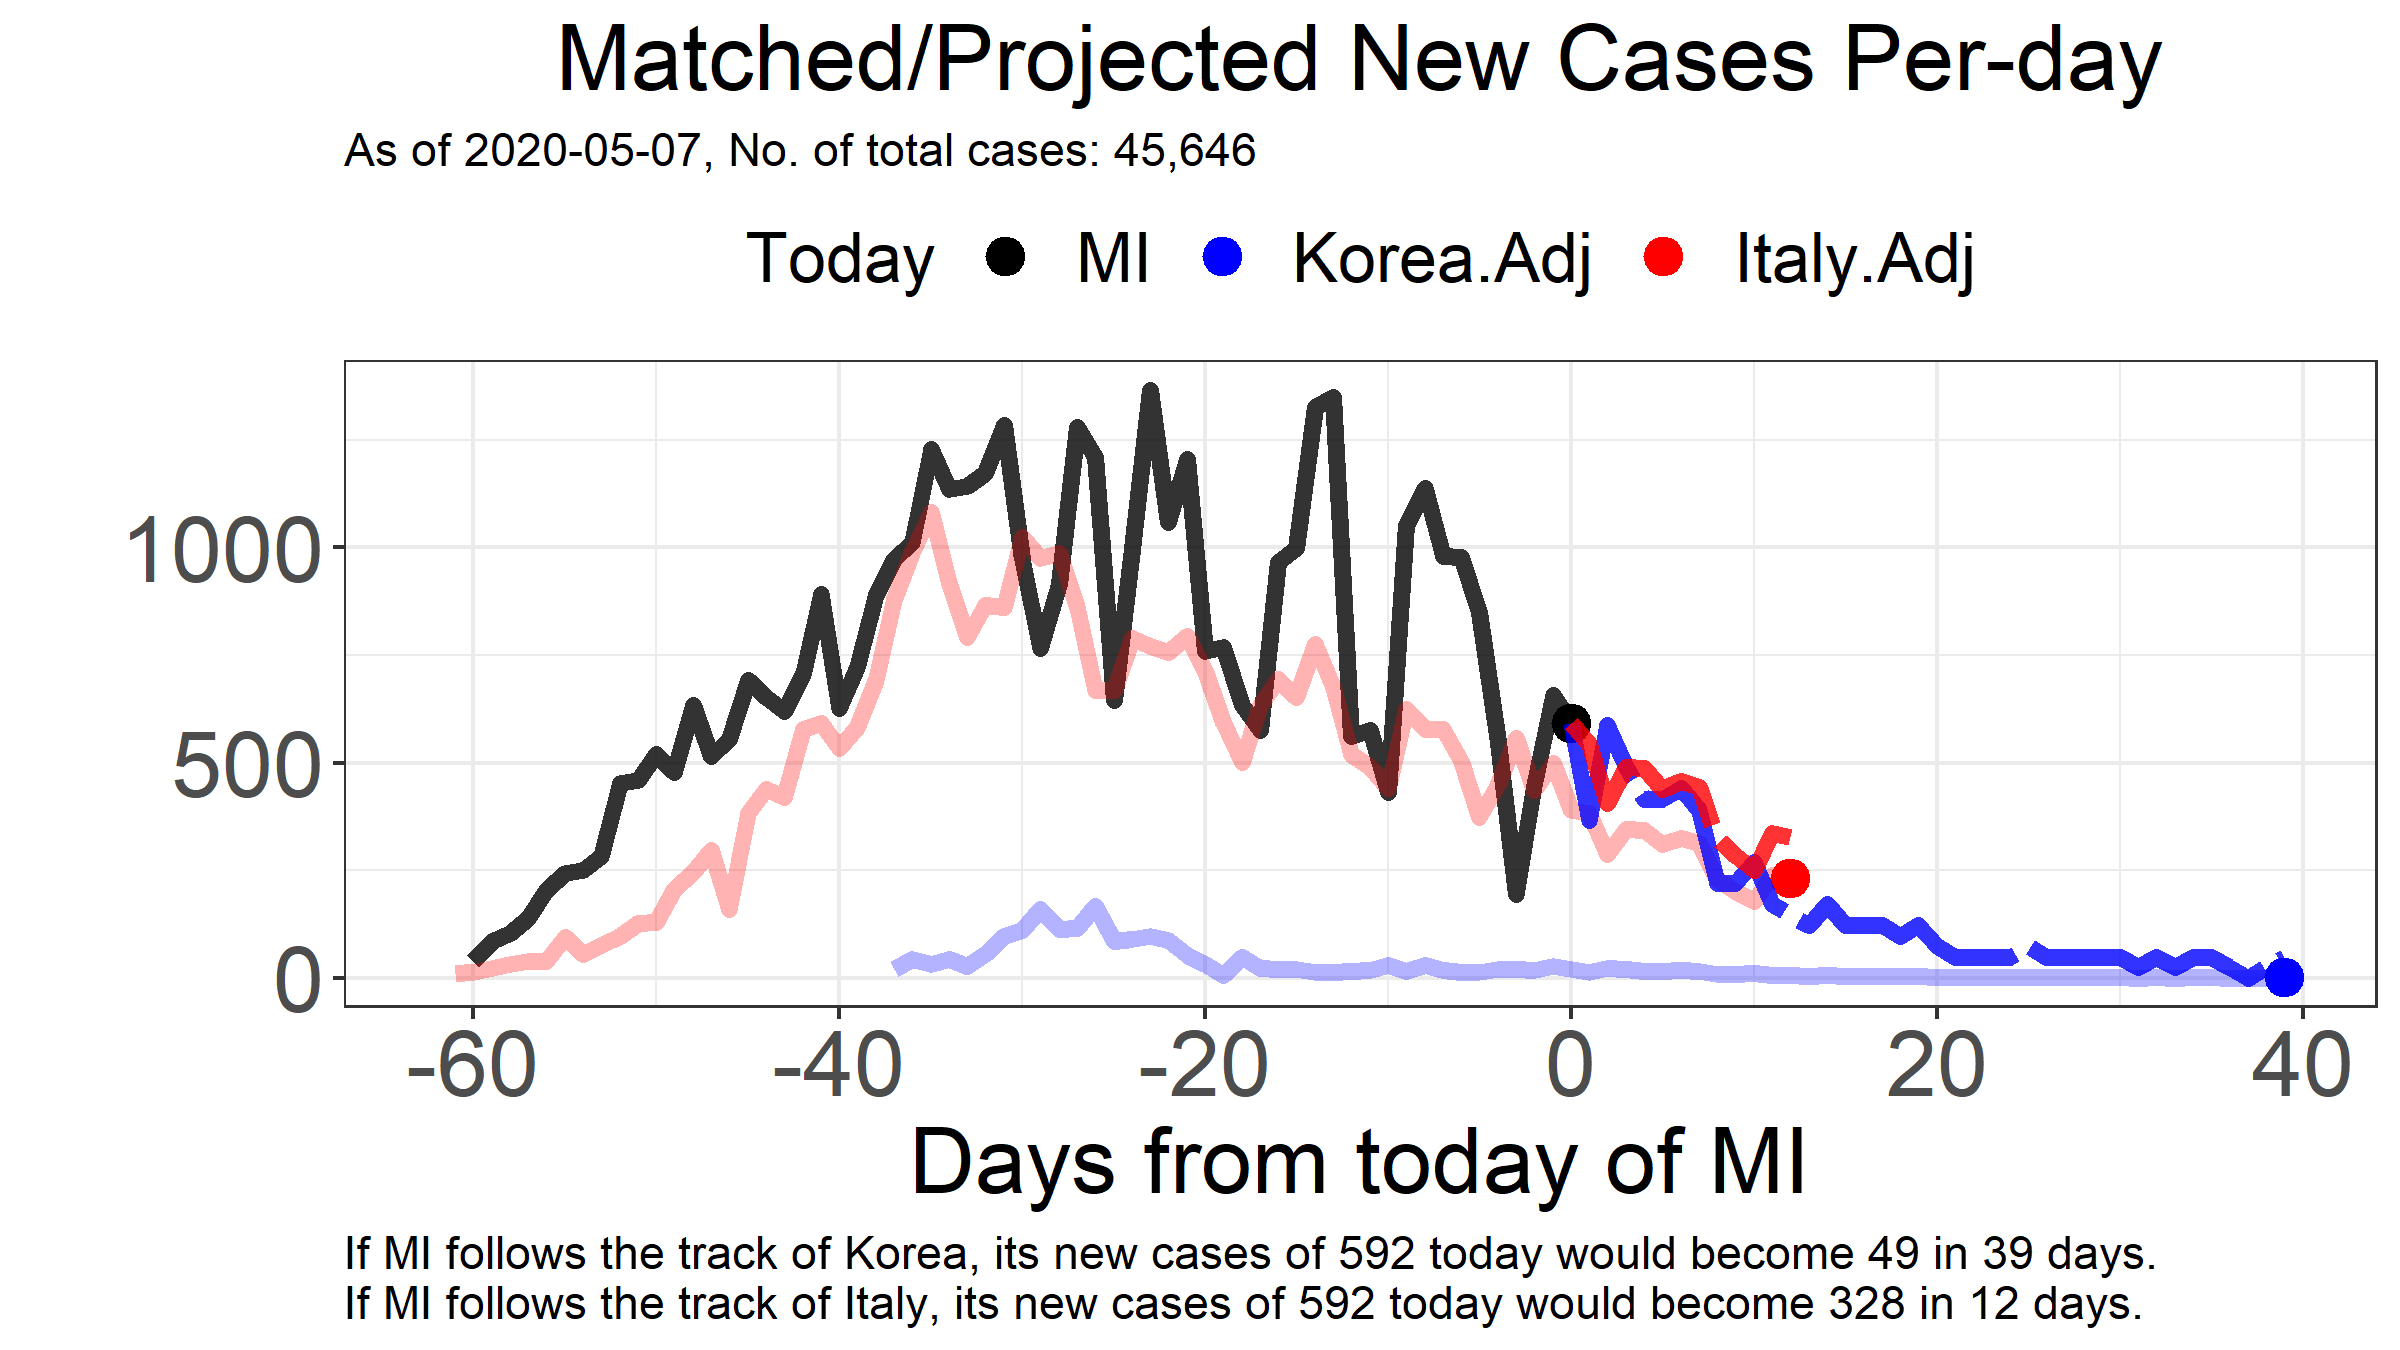 Matched/Projected New Cases Per-day
As of 2020-05-07, No. of total cases: 45,646
Today MI Korea.Adj Italy.Adj
1000
500
0
-60 -40 -20 0 20 40
Days from today of MI
If MI follows the track of Korea, its new cases of 592 today would become 49 in 39 days.
If MI follows the track of Italy, its new cases of 592 today would become 328 in 12 days.